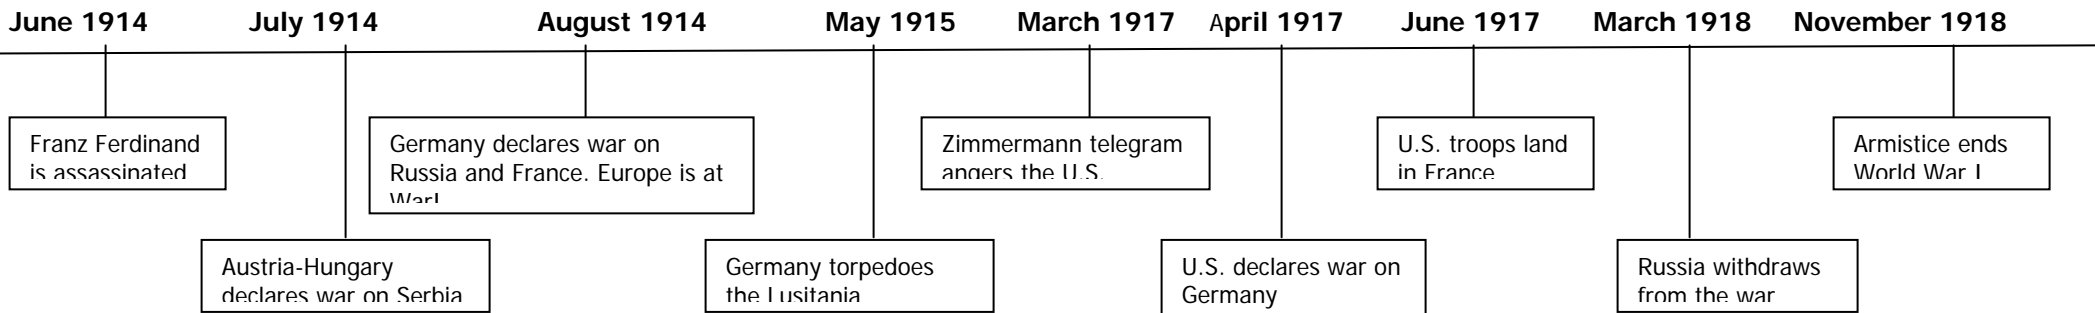 June 1914 July 1914 August 1914 May 1915 March 1917 April 1917 June 1917 March 1918 November 1918
Franz Ferdinand
is assassinated
Germany declares war on
Russia and France. Europe is at
War!
Zimmermann telegram
angers the U.S.
U.S. troops land
in France
Armistice ends
World War I
Austria-Hungary
declares war on Serbia
Germany torpedoes
the Lusitania
U.S. declares war on
Germany
Russia withdraws
from the war